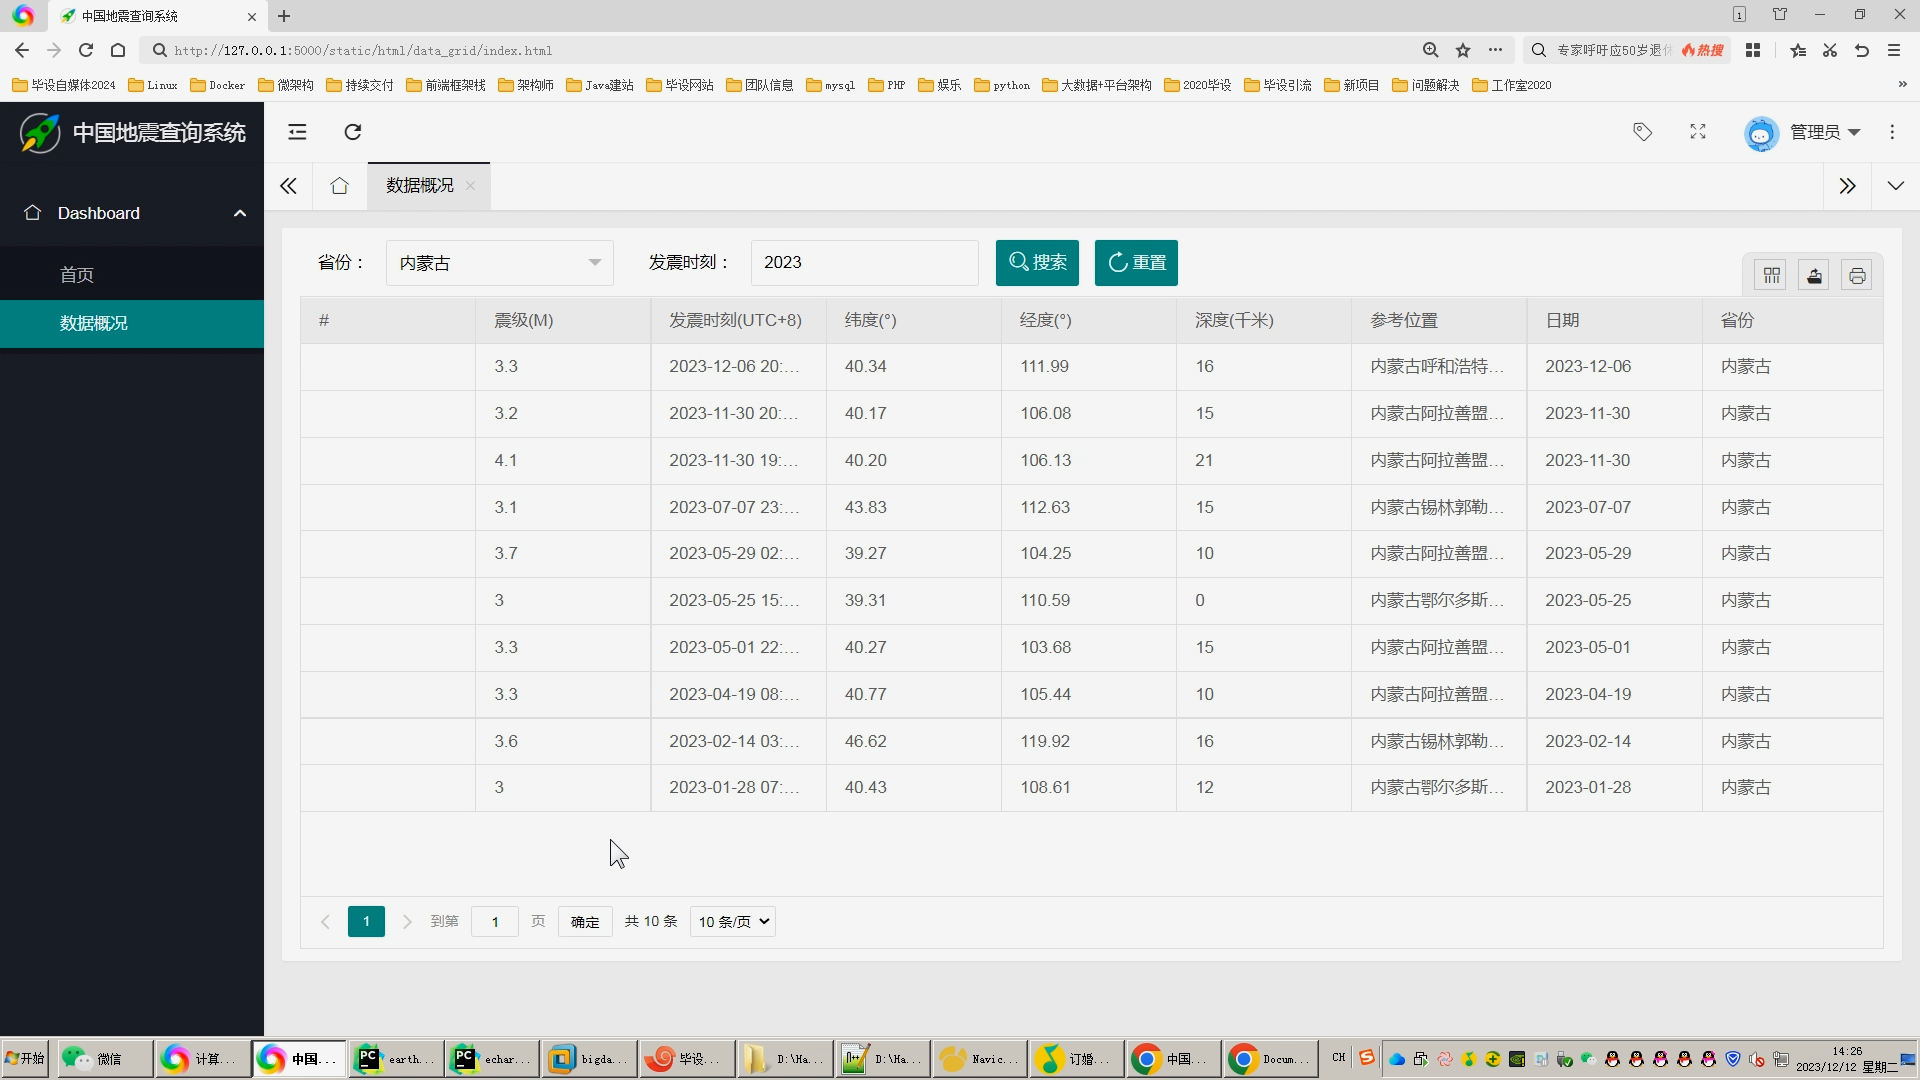 中国地震查询系统
1
http://127.0.0.1:5000/static/html/data_grid/index.html
专家呼吁应50岁退休
热搜
毕设自媒体2024 Linux Docker 微架构 持续交付 前端框架栈 架构师 Java建站 毕设网站 团队信息 mysql PHP 娱乐 python 大数据+平台架构 2020毕设 毕设引流 新项目 问题解决 工作室2020
中国地震查询系统
管理员
数据概况
Dashboard
首页
数据概况
省份： 内蒙古 发震时刻： 2023 搜索 重置
# 震级(M) 发震时刻(UTC+8) 纬度(°) 经度(°) 深度(千米) 参考位置 日期 省份
3.3 2023-12-06 20:... 40.34 111.99 16 内蒙古呼和浩特... 2023-12-06 内蒙古
3.2 2023-11-30 20:... 40.17 106.08 15 内蒙古阿拉善盟... 2023-11-30 内蒙古
4.1 2023-11-30 19:... 40.20 106.13 21 内蒙古阿拉善盟... 2023-11-30 内蒙古
3.1 2023-07-07 23:... 43.83 112.63 15 内蒙古锡林郭勒... 2023-07-07 内蒙古
3.7 2023-05-29 02:... 39.27 104.25 10 内蒙古阿拉善盟... 2023-05-29 内蒙古
3 2023-05-25 15:... 39.31 110.59 0 内蒙古鄂尔多斯... 2023-05-25 内蒙古
3.3 2023-05-01 22:... 40.27 103.68 15 内蒙古阿拉善盟... 2023-05-01 内蒙古
3.3 2023-04-19 08:... 40.77 105.44 10 内蒙古阿拉善盟... 2023-04-19 内蒙古
3.6 2023-02-14 03:... 46.62 119.92 16 内蒙古锡林郭勒... 2023-02-14 内蒙古
3 2023-01-28 07:... 40.43 108.61 12 内蒙古鄂尔多斯... 2023-01-28 内蒙古
1 到第 1 页 确定 共 10 条 10 条/页
开始 微信 计算... 中国... earth... echar... bigda... 毕设... D:\Ha... D:\Ha... Navic... 订婚... 中国... Docum... CH
14:26
2023/12/12 星期二